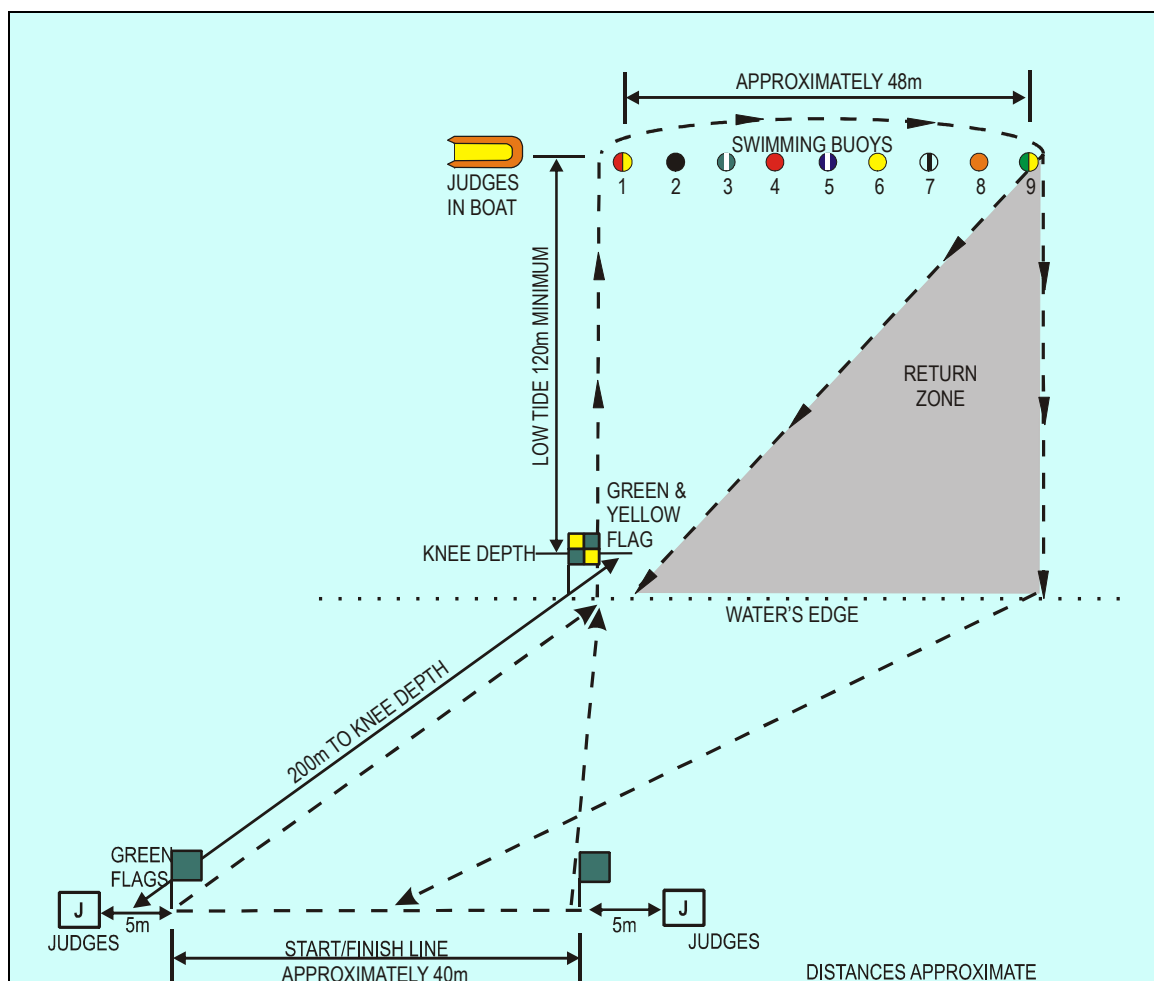 APPROXIMATELY 48m
SWIMMING BUOYS
JUDGES
IN BOAT
1 2 3 4 5 6 7 8 9
LOW TIDE 120m MINIMUM
RETURN
ZONE
GREEN &
YELLOW
FLAG
KNEE DEPTH
WATER'S EDGE
200m TO KNEE DEPTH
GREEN
FLAGS
J
5m
JUDGES
J
5m
JUDGES
START/FINISH LINE
APPROXIMATELY 40m
DISTANCES APPROXIMATE